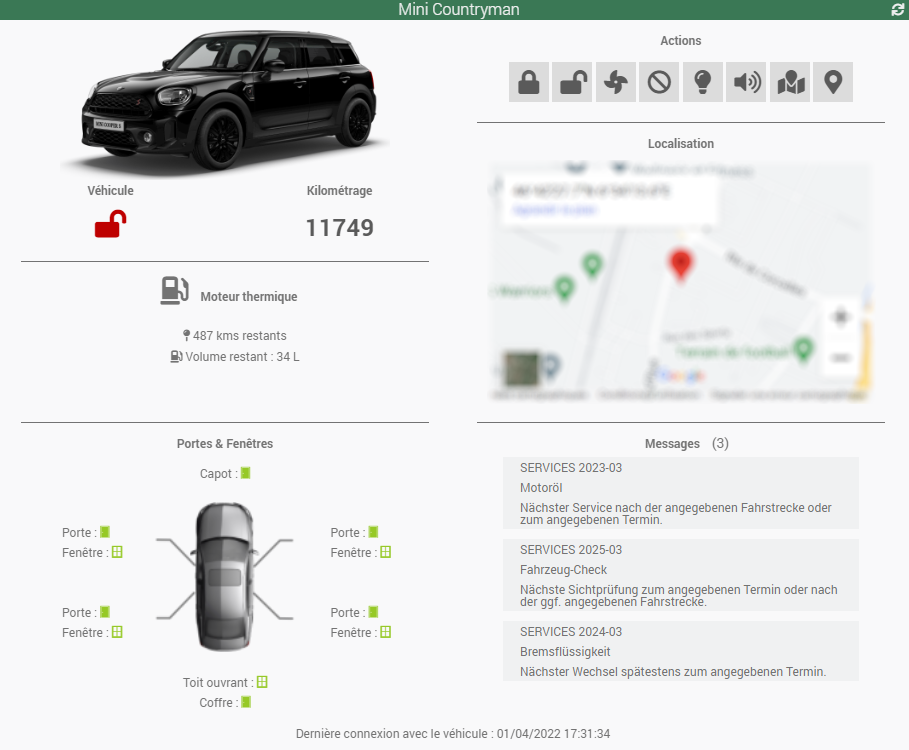 Mini Countryman
MINI COOPER S
Véhicule
Kilométrage
11749
Moteur thermique
487 kms restants
Volume restant : 34 L
Portes & Fenêtres
Capot :
Porte :
Fenêtre :
Porte :
Fenêtre :
Porte :
Fenêtre :
Porte :
Fenêtre :
Toit ouvrant :
Coffre :
Actions
Localisation
Google
Messages (3)
SERVICES 2023-03
Motoröl
Nächster Service nach der angegebenen Fahrstrecke oder
zum angegebenen Termin.
SERVICES 2025-03
Fahrzeug-Check
Nächste Sichtprüfung zum angegebenen Termin oder nach
der ggf. angegebenen Fahrstrecke.
SERVICES 2024-03
Bremsflüssigkeit
Nächster Wechsel spätestens zum angegebenen Termin.
Dernière connexion avec le véhicule : 01/04/2022 17:31:34